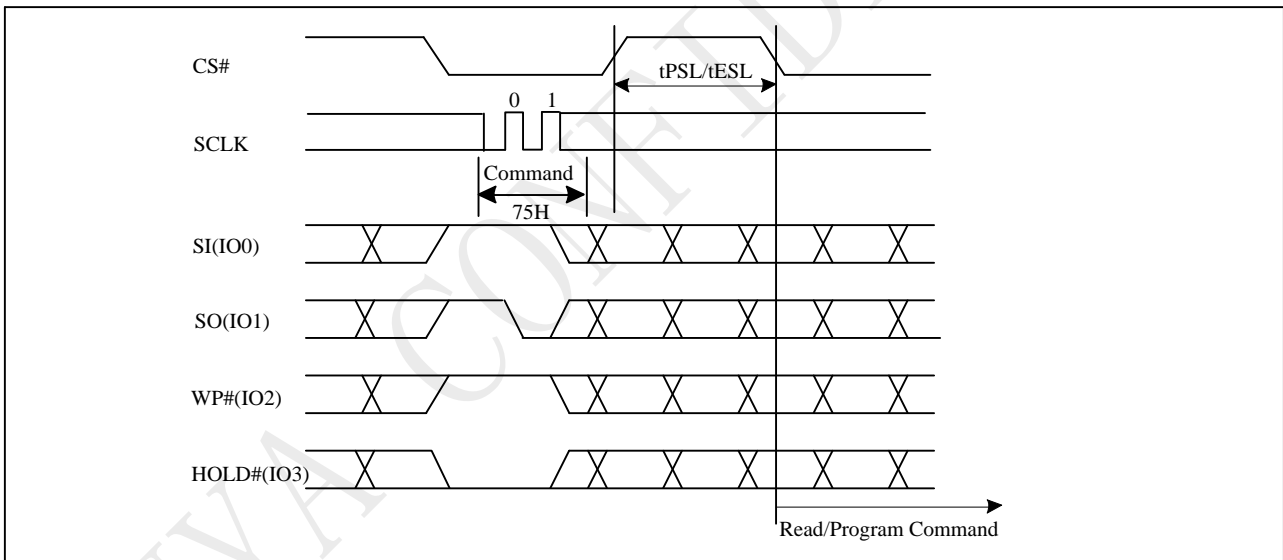 CS#
tPSL/tESL
0 1
SCLK
Command
75H
SI(IO0)
SO(IO1)
WP#(IO2)
HOLD#(IO3)
Read/Program Command